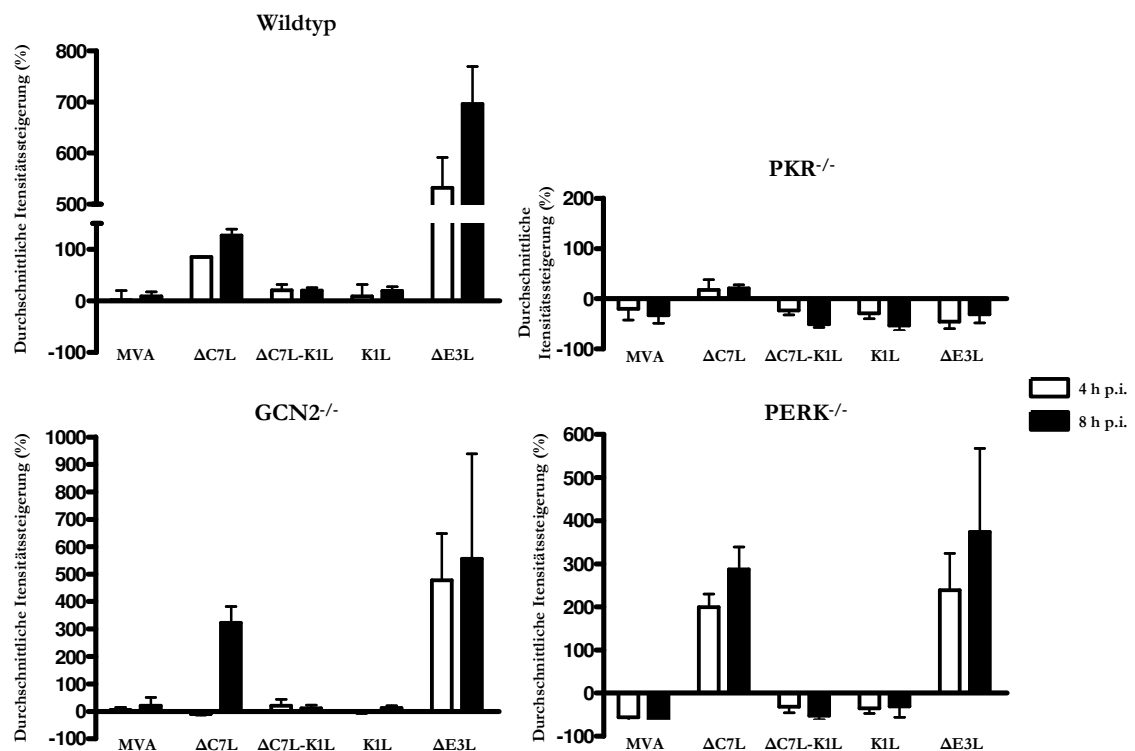 Wildtyp
Durchschnittliche Itensitätssteigerung (%)
800
700
600
500
100
0
-100
MVA ΔC7L ΔC7L-K1L K1L ΔE3L
PKR-/-
Durchschnittliche
Itensitätssteigerung (%)
200
100
0
-100
MVA ΔC7L ΔC7L-K1L K1L ΔE3L
4 h p.i.
8 h p.i.
GCN2-/-
Durchschnittliche Itensitätssteigerung (%)
1000
900
800
700
600
500
400
300
200
100
0
-100
MVA ΔC7L ΔC7L-K1L K1L ΔE3L
PERK-/-
Durchschnittliche Itensitätssteigerung (%)
600
500
400
300
200
100
0
-100
MVA ΔC7L ΔC7L-K1L K1L ΔE3L